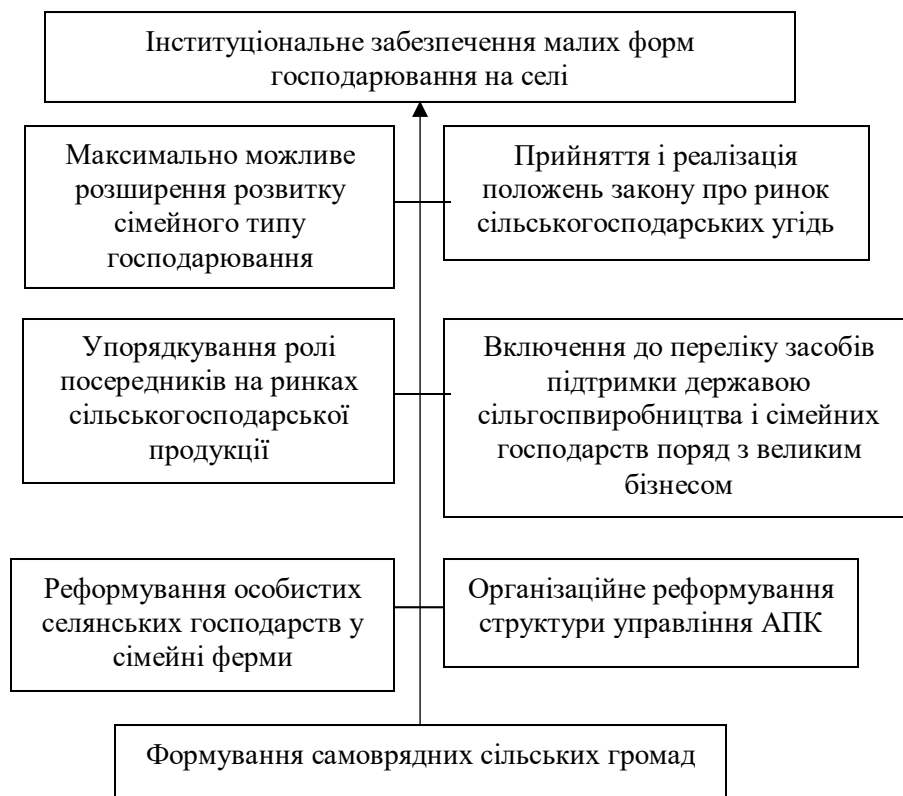 Інституціональне забезпечення малих форм
господарювання на селі
Максимально можливе
розширення розвитку
сімейного типу
господарювання
Прийняття і реалізація
положень закону про ринок
сільськогосподарських угідь
Упорядкування ролі
посередників на ринках
сільськогосподарської
продукції
Включення до переліку засобів
підтримки державою
сільгоспвиробництва і сімейних
господарств поряд з великим
бізнесом
Реформування особистих
селянських господарств у
сімейні ферми
Організаційне реформування
структури управління АПК
Формування самоврядних сільських громад